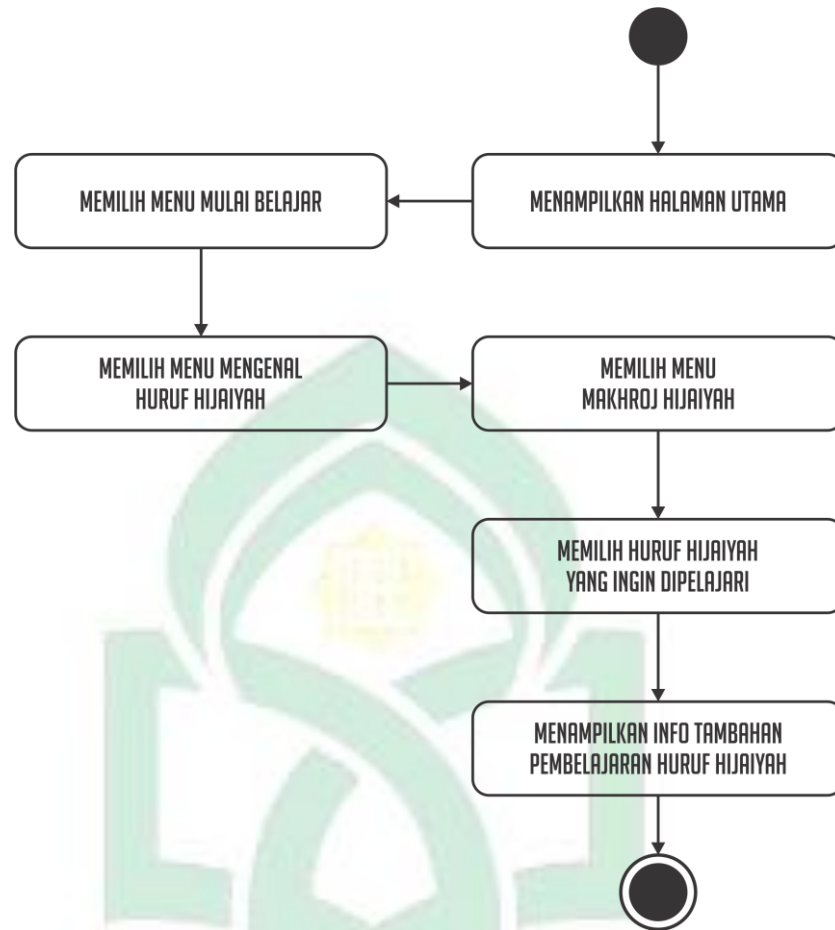 MENAMPILKAN HALAMAN UTAMA
MEMILIH MENU MULAI BELAJAR
MEMILIH MENU MENGENAL
HURUF HIJAIYAH
MEMILIH MENU
MAKHROJ HIJAIYAH
MEMILIH HURUF HIJAIYAH
YANG INGIN DIPELAJARI
MENAMPILKAN INFO TAMBAHAN
PEMBELAJARAN HURUF HIJAIYAH